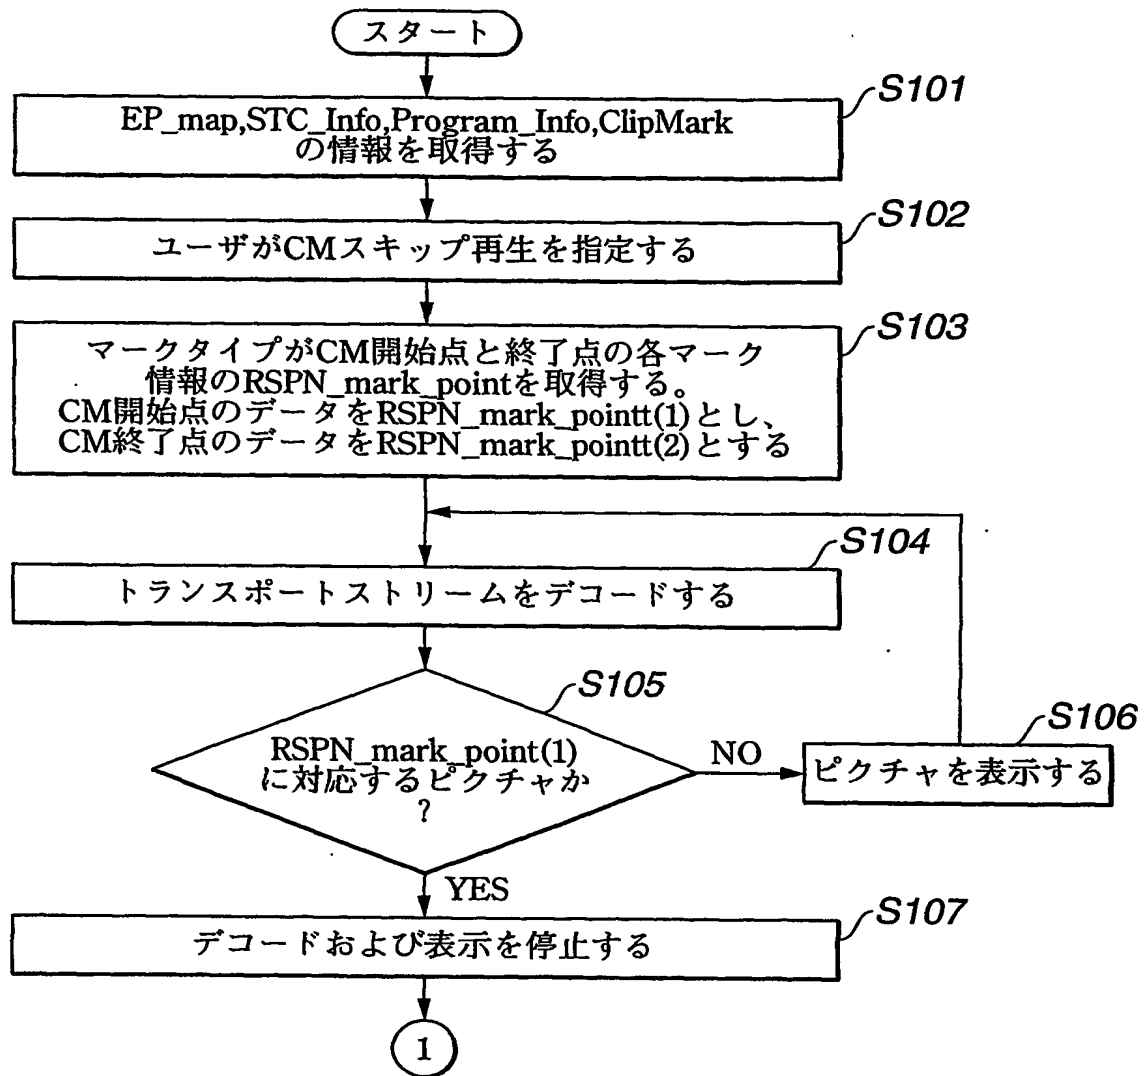 スタート
S101
EP_map,STC_Info,Program_Info,ClipMark
の情報を取得する
S102
ユーザがCMスキップ再生を指定する
S103
マークタイプがCM開始点と終了点の各マーク
情報のRSPN_mark_pointを取得する。
CM開始点のデータをRSPN_mark_pointt(1)とし、
CM終了点のデータをRSPN_mark_pointt(2)とする
S104
トランスポートストリームをデコードする
S105
RSPN_mark_point(1)
に対応するピクチャか
?
NO
S106
ピクチャを表示する
YES
S107
デコードおよび表示を停止する
1